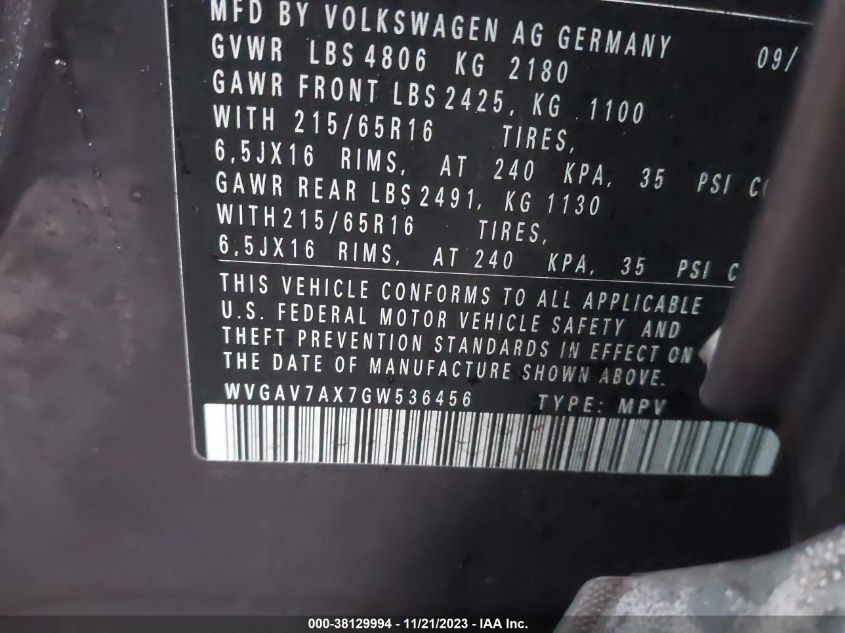 MFD BY VOLKSWAGEN AG GERMANY 09/
GVWR LBS 4806 KG 2180
GAWR FRONT LBS 2425, KG 1100
WITH 215/65R16 TIRES,
6,5JX16 RIMS, AT 240 KPA, 35 PSI C
GAWR REAR LBS 2491, KG 1130
WITH215/65R16 TIRES,
6,5JX16 RIMS, AT 240 KPA, 35 PSI C
THIS VEHICLE CONFORMS TO ALL APPLICABLE
U.S. FEDERAL MOTOR VEHICLE SAFETY AND
THEFT PREVENTION STANDARDS IN EFFECT ON
THE DATE OF MANUFACTURE SHOWN ABOVE.
WVGAV7AX7GW536456 TYPE: MPV
000-38129994 - 11/21/2023 - IAA Inc.